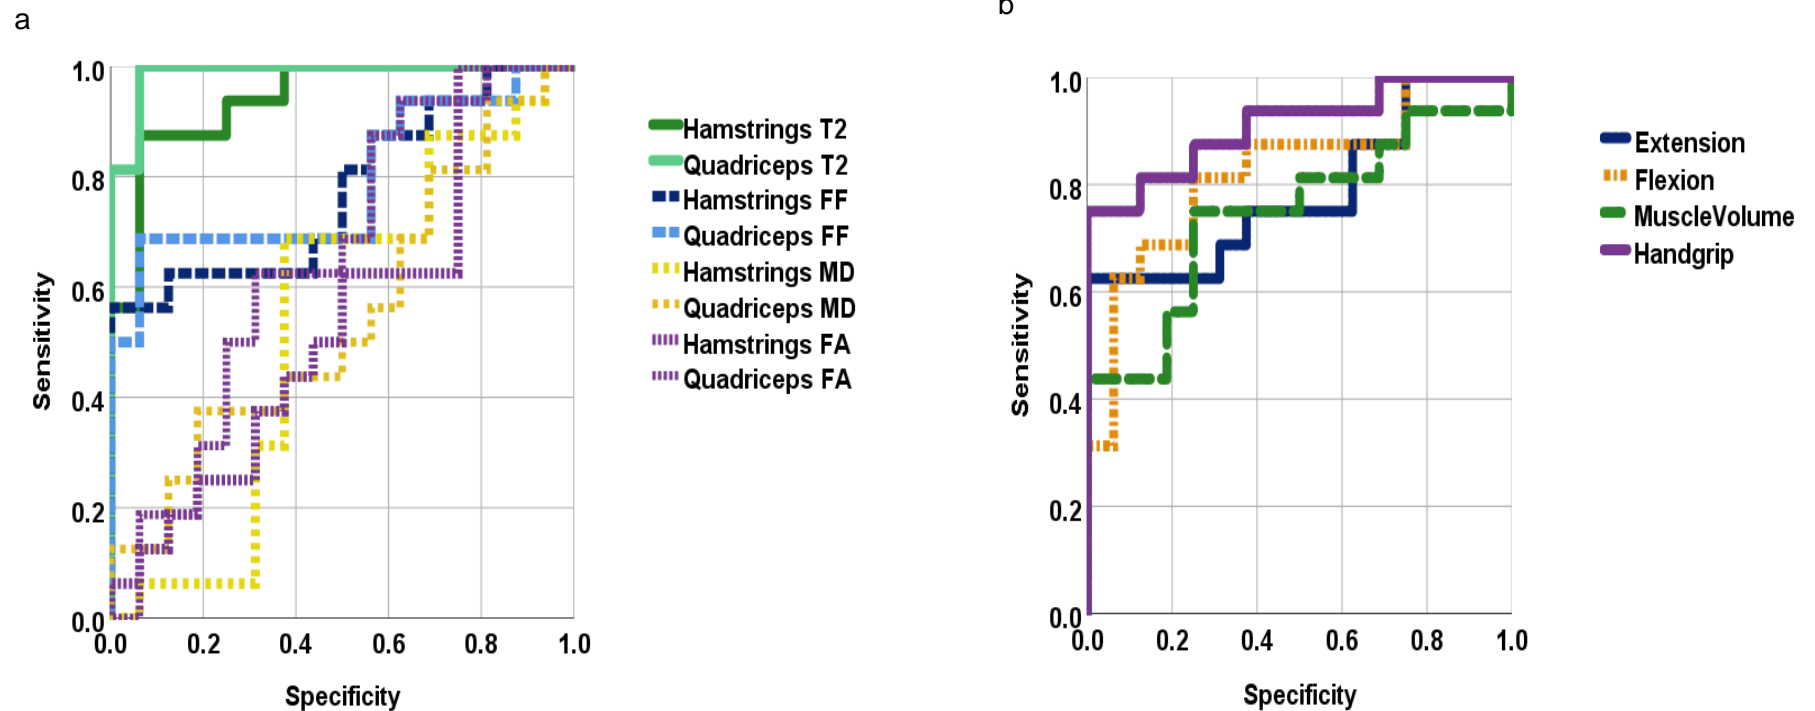 a
1.0
0.8
0.6
0.4
0.2
0.0
0.0 0.2 0.4 0.6 0.8 1.0
Sensitivity
Specificity
Hamstrings T2
Quadriceps T2
Hamstrings FF
Quadriceps FF
Hamstrings MD
Quadriceps MD
Hamstrings FA
Quadriceps FA
b
1.0
0.8
0.6
0.4
0.2
0.0
0.0 0.2 0.4 0.6 0.8 1.0
Sensitivity
Specificity
Extension
Flexion
MuscleVolume
Handgrip